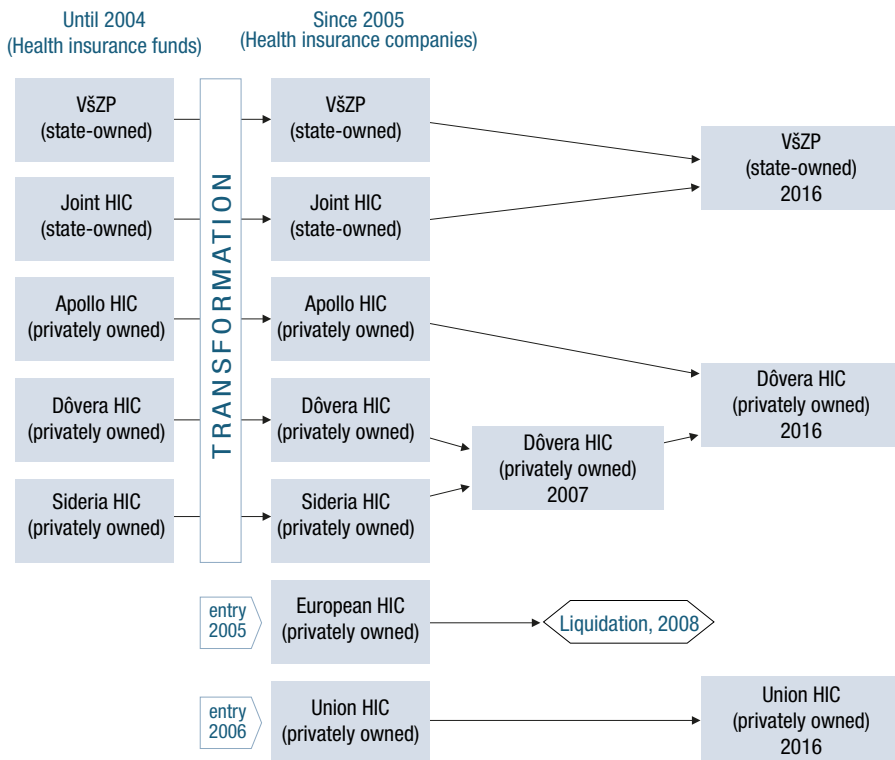 Until 2004
(Health insurance funds)
Since 2005
(Health insurance companies)
TRANSFORMATION
VšZP
(state-owned)
VšZP
(state-owned)
VšZP
(state-owned)
2016
Joint HIC
(state-owned)
Joint HIC
(state-owned)
Apollo HIC
(privately owned)
Apollo HIC
(privately owned)
Dôvera HIC
(privately owned)
Dôvera HIC
(privately owned)
Dôvera HIC
(privately owned)
2007
Dôvera HIC
(privately owned)
2016
Sideria HIC
(privately owned)
Sideria HIC
(privately owned)
entry
2005
European HIC
(privately owned)
Liquidation, 2008
entry
2006
Union HIC
(privately owned)
Union HIC
(privately owned)
2016